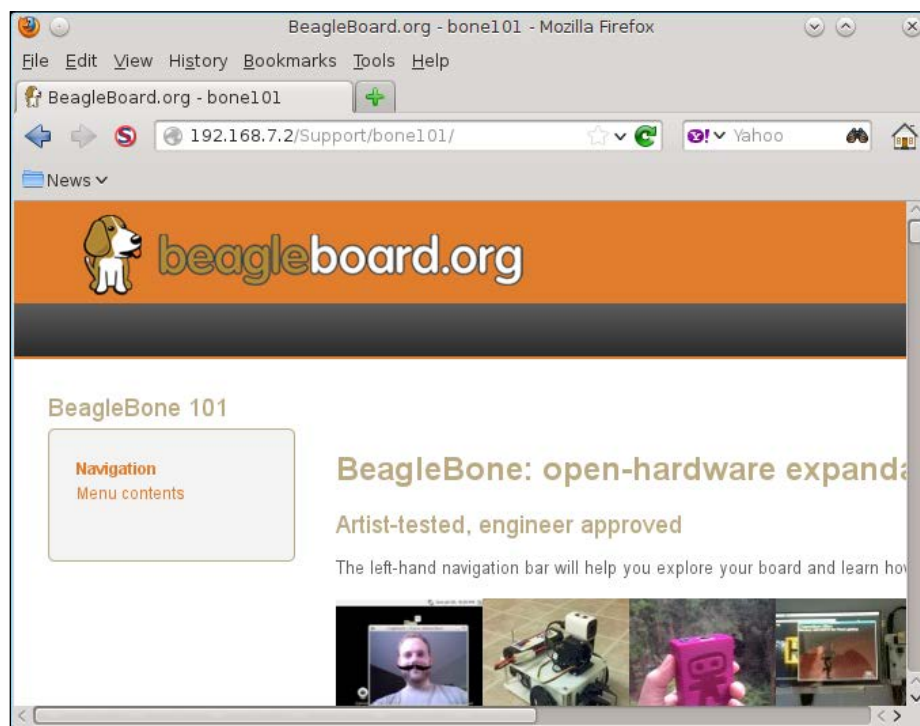 BeagleBoard.org - bone101 - Mozilla Firefox
File Edit View History Bookmarks Tools Help
BeagleBoard.org - bone101
192.168.7.2/Support/bone101/
Yahoo
News
beagleboard.org
BeagleBone 101
Navigation
Menu contents
BeagleBone: open-hardware expanda
Artist-tested, engineer approved
The left-hand navigation bar will help you explore your board and learn how